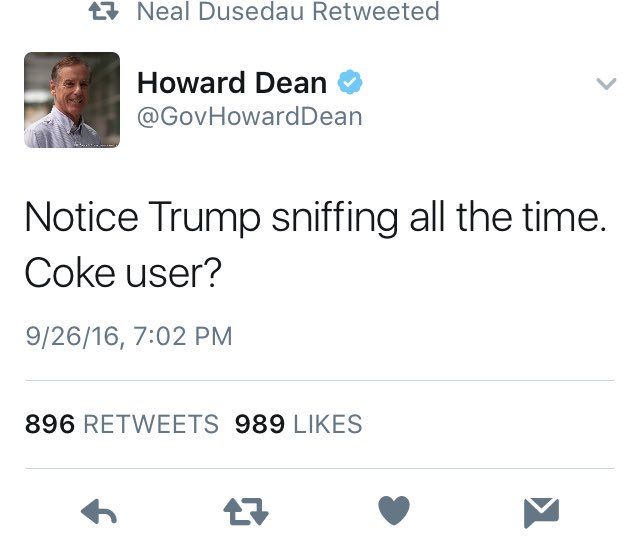 Neal Dusedau Retweeted
Howard Dean
@GovHowardDean
Notice Trump sniffing all the time.
Coke user?
9/26/16, 7:02 PM
896 RETWEETS 989 LIKES